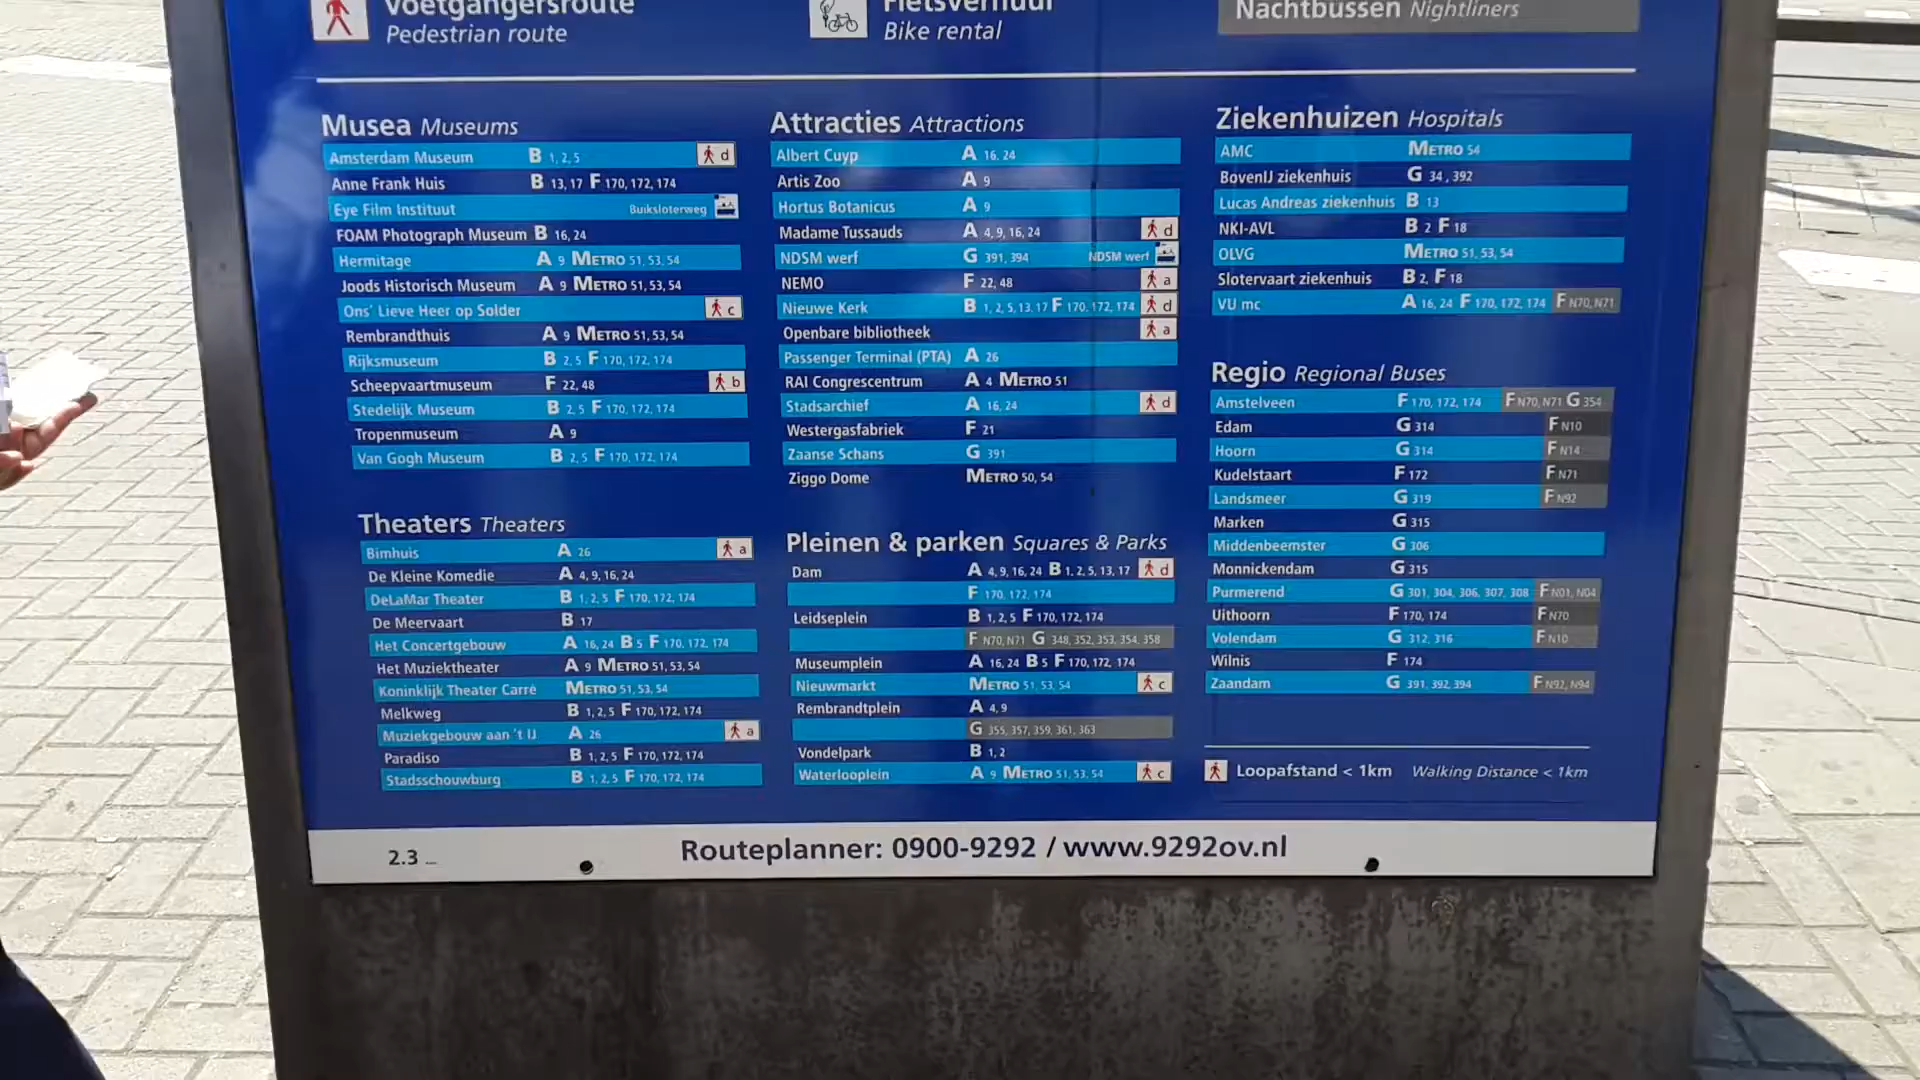 Voetgangersroute
Pedestrian route
Fietsverhuur
Bike rental
Nachtbussen Nightliners
Musea Museums
Amsterdam Museum B 1, 2, 5 d
Anne Frank Huis B 13, 17 F 170, 172, 174
Eye Film Instituut Buiksloterweg
FOAM Photograph Museum B 16, 24
Hermitage A 9 METRO 51, 53, 54
Joods Historisch Museum A 9 METRO 51, 53, 54
Ons' Lieve Heer op Solder c
Rembrandthuis A 9 METRO 51, 53, 54
Rijksmuseum B 2, 5 F 170, 172, 174
Scheepvaartmuseum F 22, 48 b
Stedelijk Museum B 2, 5 F 170, 172, 174
Tropenmuseum A 9
Van Gogh Museum B 2, 5 F 170, 172, 174
Theaters Theaters
Bimhuis A 26 a
De Kleine Komedie A 4, 9, 16, 24
DeLaMar Theater B 1, 2, 5 F 170, 172, 174
De Meervaart B 17
Het Concertgebouw A 16, 24 B 5 F 170, 172, 174
Het Muziektheater A 9 METRO 51, 53, 54
Koninklijk Theater Carré METRO 51, 53, 54
Melkweg B 1, 2, 5 F 170, 172, 174
Muziekgebouw aan 't IJ A 26 a
Paradiso B 1, 2, 5 F 170, 172, 174
Stadsschouwburg B 1, 2, 5 F 170, 172, 174
Attracties Attractions
Albert Cuyp A 16, 24
Artis Zoo A 9
Hortus Botanicus A 9
Madame Tussauds A 4, 9, 16, 24 d
NDSM werf G 391, 394 NDSM werf
NEMO F 22, 48 a
Nieuwe Kerk B 1, 2, 5, 13, 17 F 170, 172, 174 d
Openbare bibliotheek a
Passenger Terminal (PTA) A 26
RAI Congrescentrum A 4 METRO 51
Stadsarchief A 16, 24 d
Westergasfabriek F 21
Zaanse Schans G 391
Ziggo Dome METRO 50, 54
Pleinen & parken Squares & Parks
Dam A 4, 9, 16, 24 B 1, 2, 5, 13, 17 d
F 170, 172, 174
Leidseplein B 1, 2, 5 F 170, 172, 174
F N70, N71 G 348, 352, 353, 354, 358
Museumplein A 16, 24 B 5 F 170, 172, 174
Nieuwmarkt METRO 51, 53, 54 c
Rembrandtplein A 4, 9
G 355, 357, 359, 361, 363
Vondelpark B 1, 2
Waterlooplein A 9 METRO 51, 53, 54 c
Ziekenhuizen Hospitals
AMC METRO 54
BovenIJ ziekenhuis G 34, 392
Lucas Andreas ziekenhuis B 13
NKI-AVL B 2 F 18
OLVG METRO 51, 53, 54
Slotervaart ziekenhuis B 2, F 18
VU mc A 16, 24 F 170, 172, 174 F N70, N71
Regio Regional Buses
Amstelveen F 170, 172, 174 F N70, N71 G 354
Edam G 314 F N10
Hoorn G 314 F N14
Kudelstaart F 172 F N71
Landsmeer G 319 F N92
Marken G 315
Middenbeemster G 306
Monnickendam G 315
Purmerend G 301, 304, 306, 307, 308 F N01, N04
Uithoorn F 170, 174 F N70
Volendam G 312, 316 F N10
Wilnis F 174
Zaandam G 391, 392, 394 F N92, N94
Loopafstand < 1km Walking Distance < 1km
2.3
Routeplanner: 0900-9292 / www.9292ov.nl